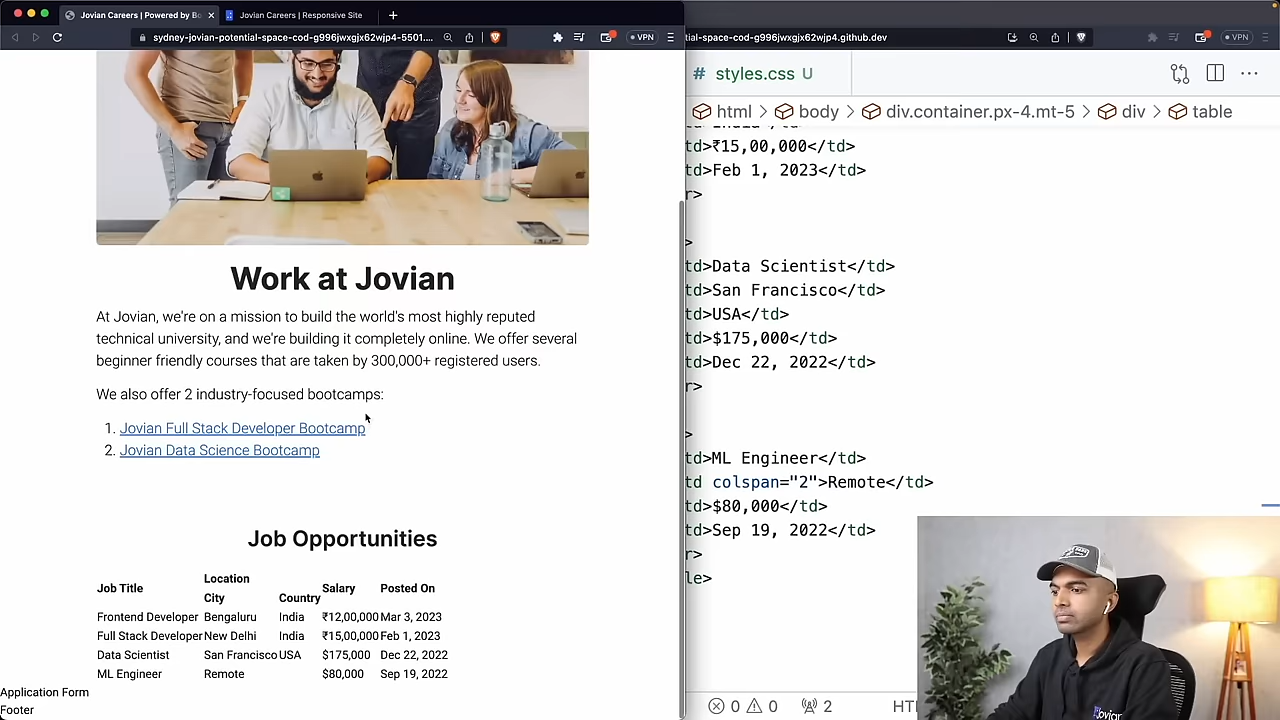 Jovian Careers | Powered by Bo
Jovian Careers | Responsive Site
sydney-jovian-potential-space-cod-g996jwxgjx62wjp4-5501....
VPN
Work at Jovian
At Jovian, we're on a mission to build the world's most highly reputed
technical university, and we're building it completely online. We offer several
beginner friendly courses that are taken by 300,000+ registered users.
We also offer 2 industry-focused bootcamps:
1. Jovian Full Stack Developer Bootcamp
2. Jovian Data Science Bootcamp
Job Opportunities
Job Title Location Salary Posted On
City Country
Frontend Developer Bengaluru India ₹12,00,000 Mar 3, 2023
Full Stack Developer New Delhi India ₹15,00,000 Feb 1, 2023
Data Scientist San Francisco USA $175,000 Dec 22, 2022
ML Engineer Remote $80,000 Sep 19, 2022
Application Form
Footer
tial-space-cod-g996jwxgjx62wjp4.github.dev
VPN
# styles.css U
html > body > div.container.px-4.mt-5 > div > table
td>India</td>
td>₹15,00,000</td>
td>Feb 1, 2023</td>
r>
>
td>Data Scientist</td>
td>San Francisco</td>
td>USA</td>
td>$175,000</td>
td>Dec 22, 2022</td>
r>
>
td>ML Engineer</td>
td colspan="2">Remote</td>
td>$80,000</td>
td>Sep 19, 2022</td>
r>
le>
0 0 2 HT
Jovian